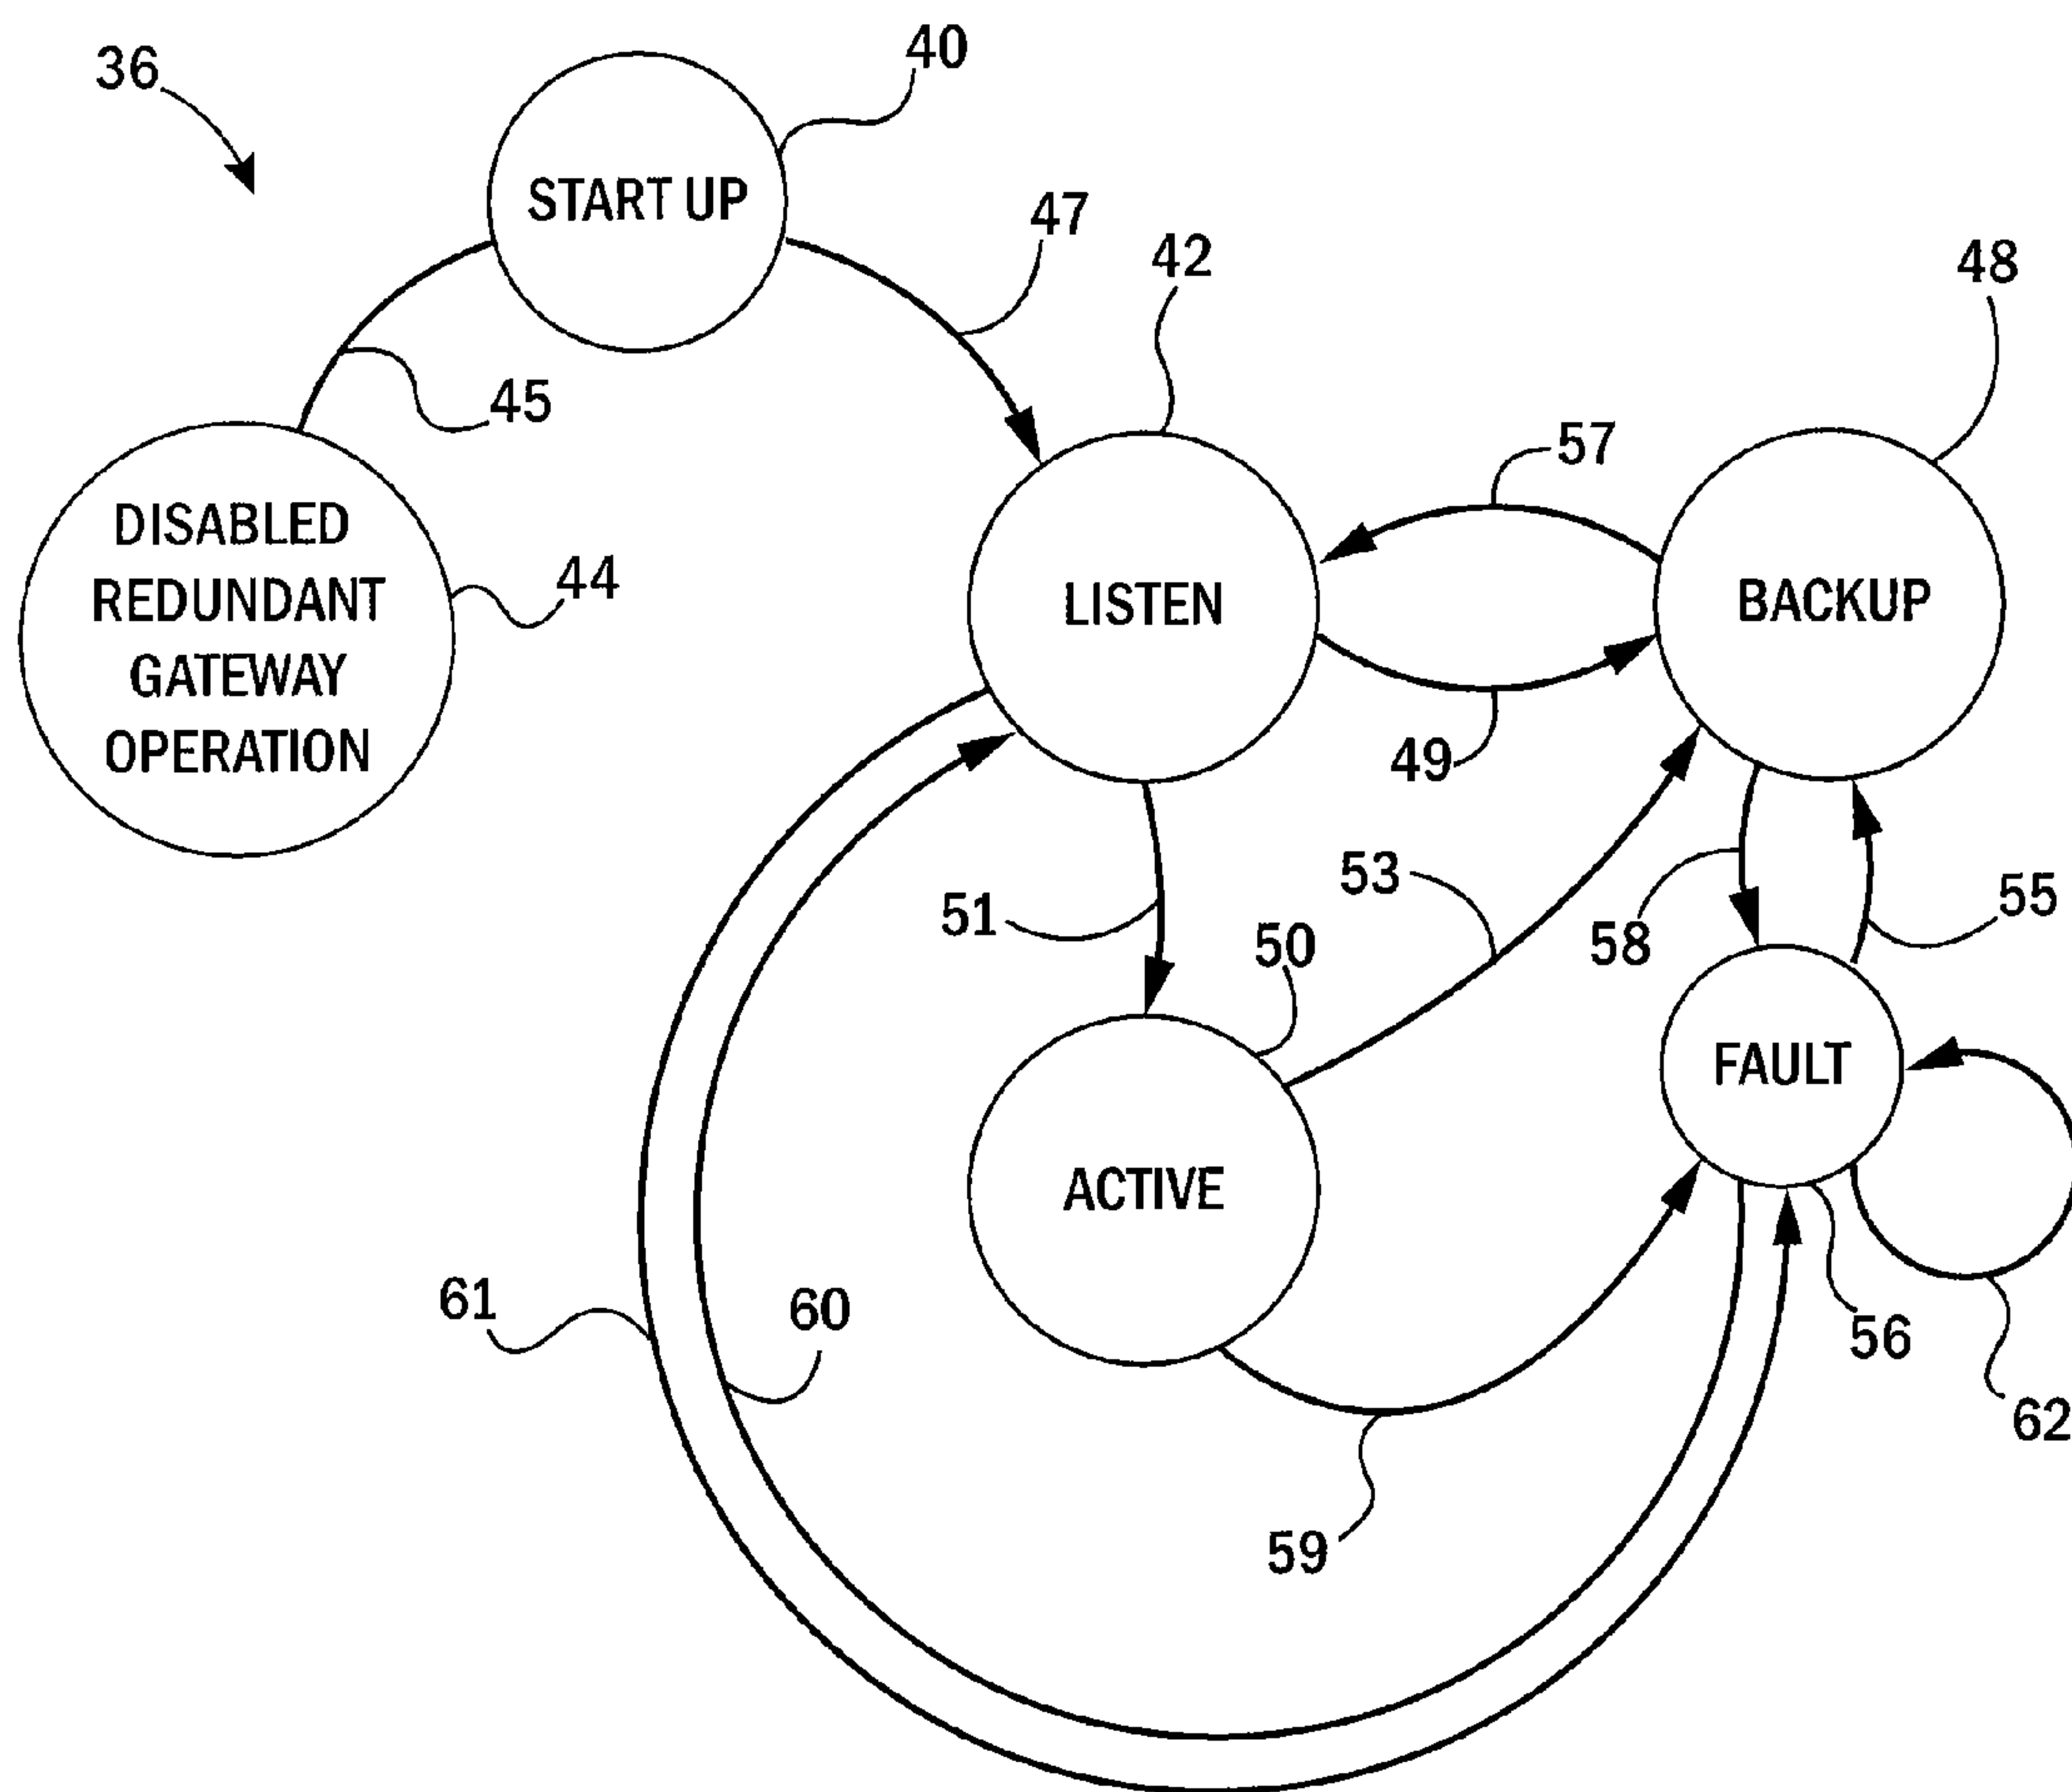 36
40
START UP
47
42
48
45
57
DISABLED
REDUNDANT
GATEWAY
OPERATION
44
LISTEN
BACKUP
49
53
51
50
58
55
FAULT
ACTIVE
61
60
56
62
59